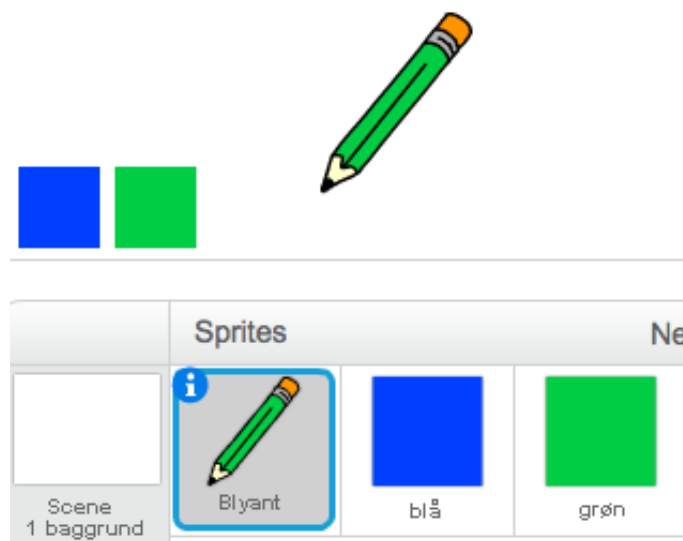 Sprites
Ne
Scene
1 baggrund
Blyant
blå
grøn